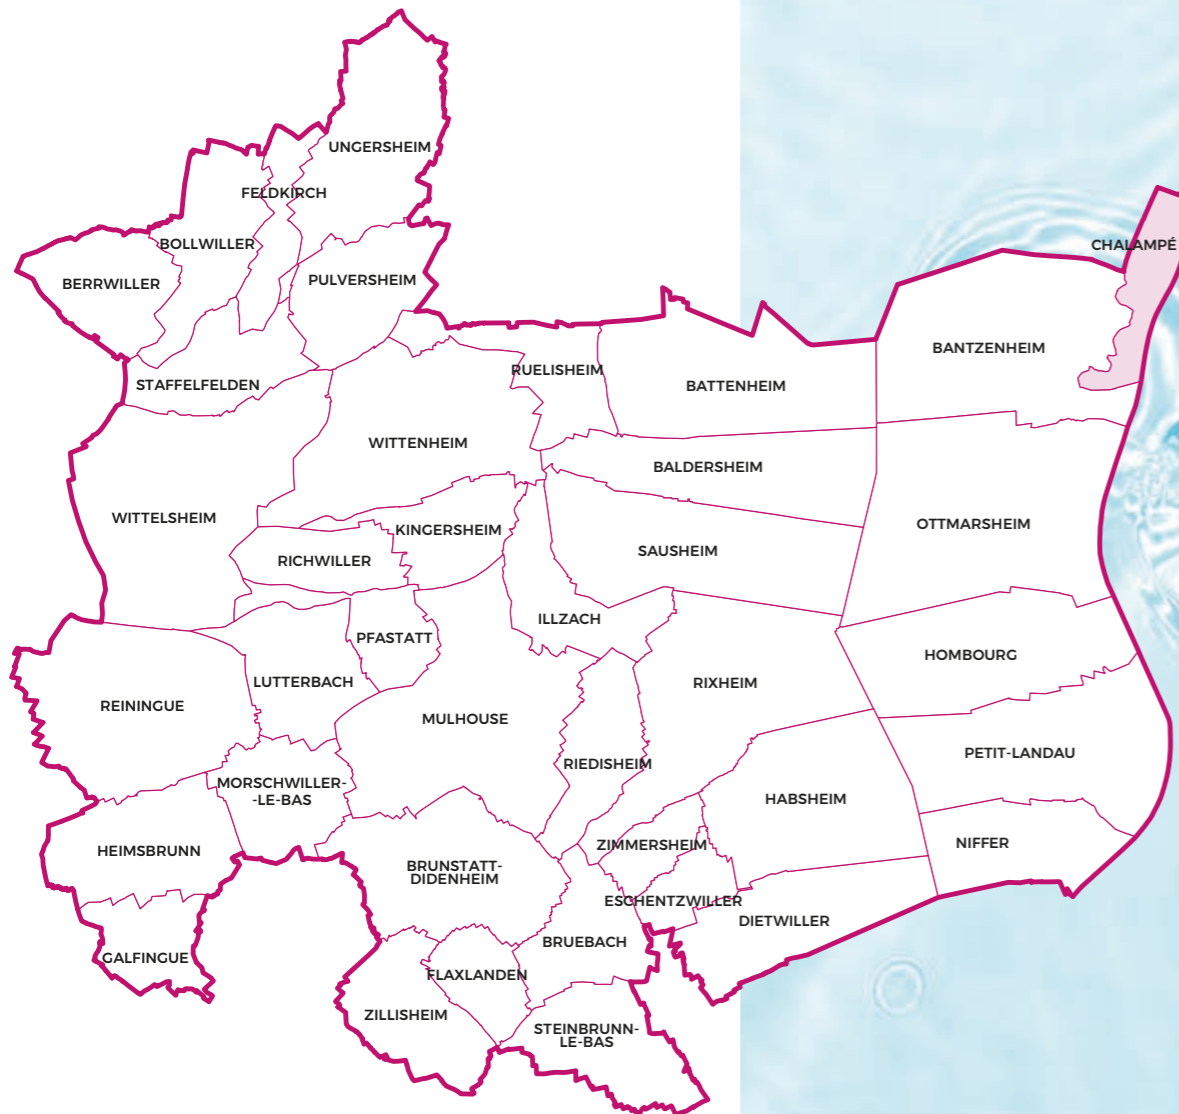 UNGERSHEIM
FELDKIRCH
BOLLWILLER
CHALAMPÉ
BERRWILLER
PULVERSHEIM
BANTZENHEIM
RUELISHEIM
STAFFELFELDEN
BATTENHEIM
WITTENHEIM
BALDERSHEIM
WITTELSHEIM
OTTMARSHEIM
KINGERSHEIM
SAUSHEIM
RICHWILLER
ILLZACH
PFASTATT
HOMBOURG
LUTTERBACH
RIXHEIM
REININGUE
MULHOUSE
PETIT-LANDAU
RIEDISHEIM
MORSCHWILLER-
-LE-BAS
HABSHEIM
NIFFER
ZIMMERSHEIM
HEIMSBRUNN
BRUNSTATT-
DIDENHEIM
ESCHENTZWILLER
DIETWILLER
BRUEBACH
GALFINGUE
FLAXLANDEN
ZILLISHEIM
STEINBRUNN-
LE-BAS